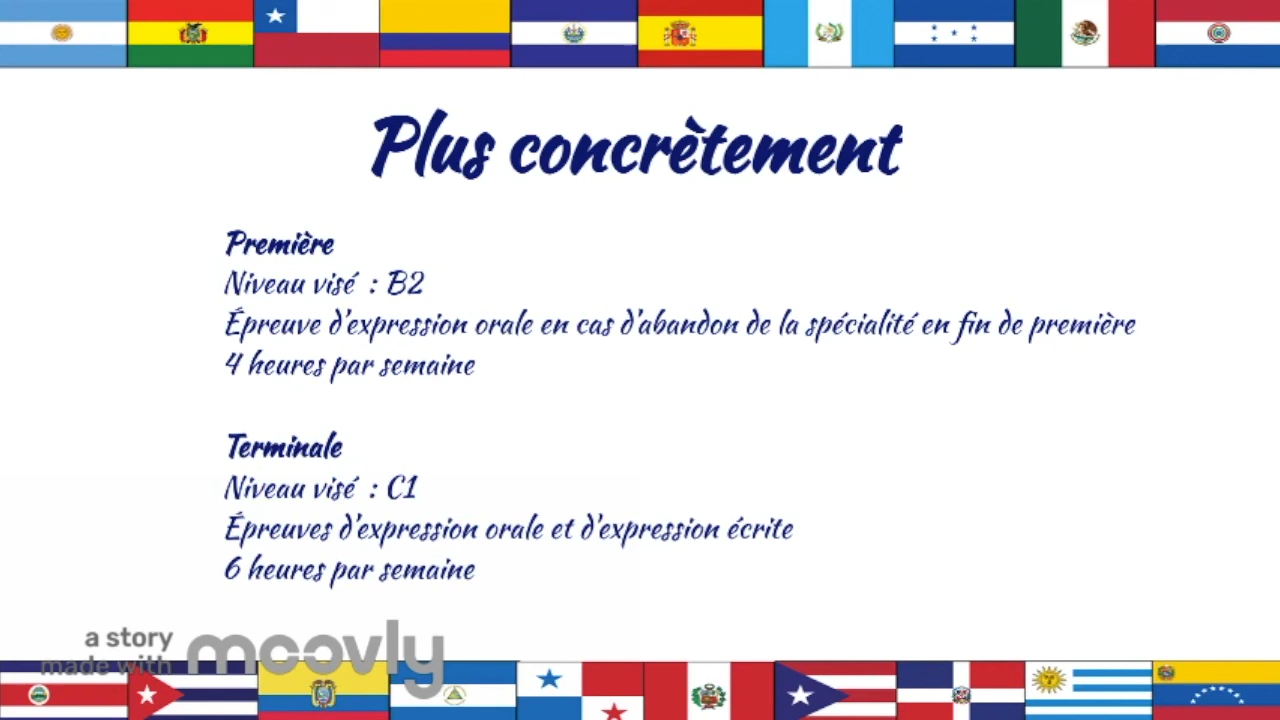 Plus concrètement
Première
Niveau visé : B2
Épreuve d'expression orale en cas d'abandon de la spécialité en fin de première
4 heures par semaine
Terminale
Niveau visé : C1
Épreuves d'expression orale et d'expression écrite
6 heures par semaine
a story
made with moovly